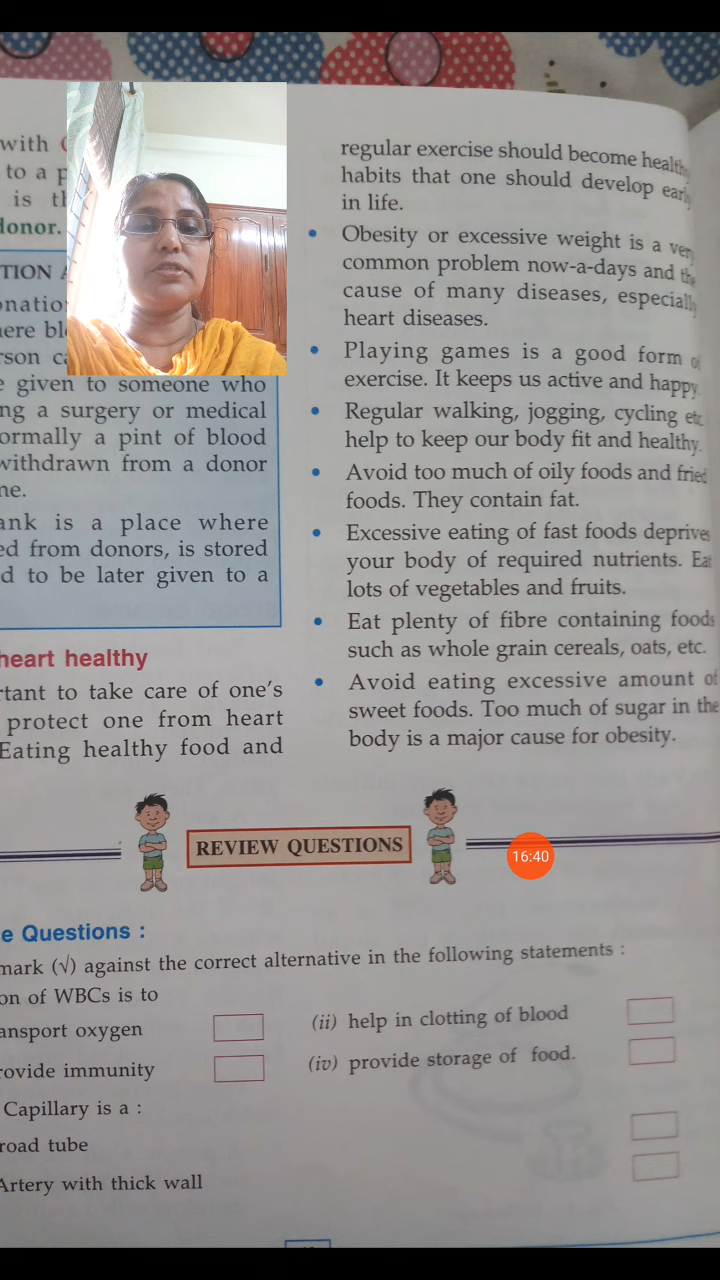 with
to a
is
donor.
TION
ere bl
e given to someone who
ng a surgery or medical
ormally a pint of blood
withdrawn from a donor
ne.
ank is a place where
ed from donors, is stored
d to be later given to a
heart healthy
rtant to take care of one's
protect one from heart
Eating healthy food and
regular exercise should become health
habits that one should develop early
in life.
• Obesity or excessive weight is a very
common problem now-a-days and the
cause of many diseases, especially
heart diseases.
• Playing games is a good form of
exercise. It keeps us active and happy.
• Regular walking, jogging, cycling etc.
help to keep our body fit and healthy.
• Avoid too much of oily foods and fried
foods. They contain fat.
• Excessive eating of fast foods deprives
your body of required nutrients. Eat
lots of vegetables and fruits.
• Eat plenty of fibre containing foods
such as whole grain cereals, oats, etc.
• Avoid eating excessive amount of
sweet foods. Too much of sugar in the
body is a major cause for obesity.
REVIEW QUESTIONS
16:40
e Questions :
mark (√) against the correct alternative in the following statements :
on of WBCs is to
ansport oxygen
(ii) help in clotting of blood
rovide immunity
(iv) provide storage of food.
Capillary is a :
road tube
Artery with thick wall